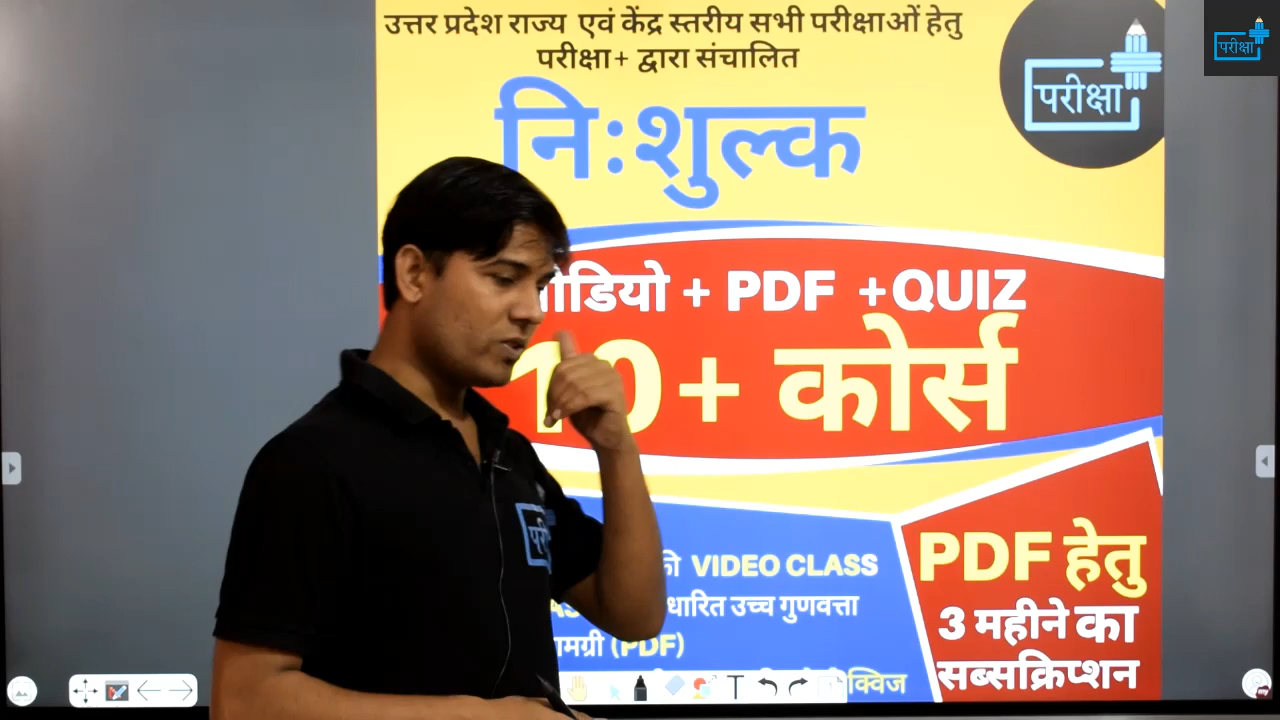 उत्तर प्रदेश राज्य एवं केंद्र स्तरीय सभी परीक्षाओं हेतु
परीक्षा+ द्वारा संचालित
परीक्षा
परीक्षा
निःशुल्क
+ PDF +QUIZ
10+ कोर्स
VIDEO CLASS
उच्च गुणवत्ता
(PDF)
क्विज
PDF हेतु
3 महीने का
सब्सक्रिप्शन